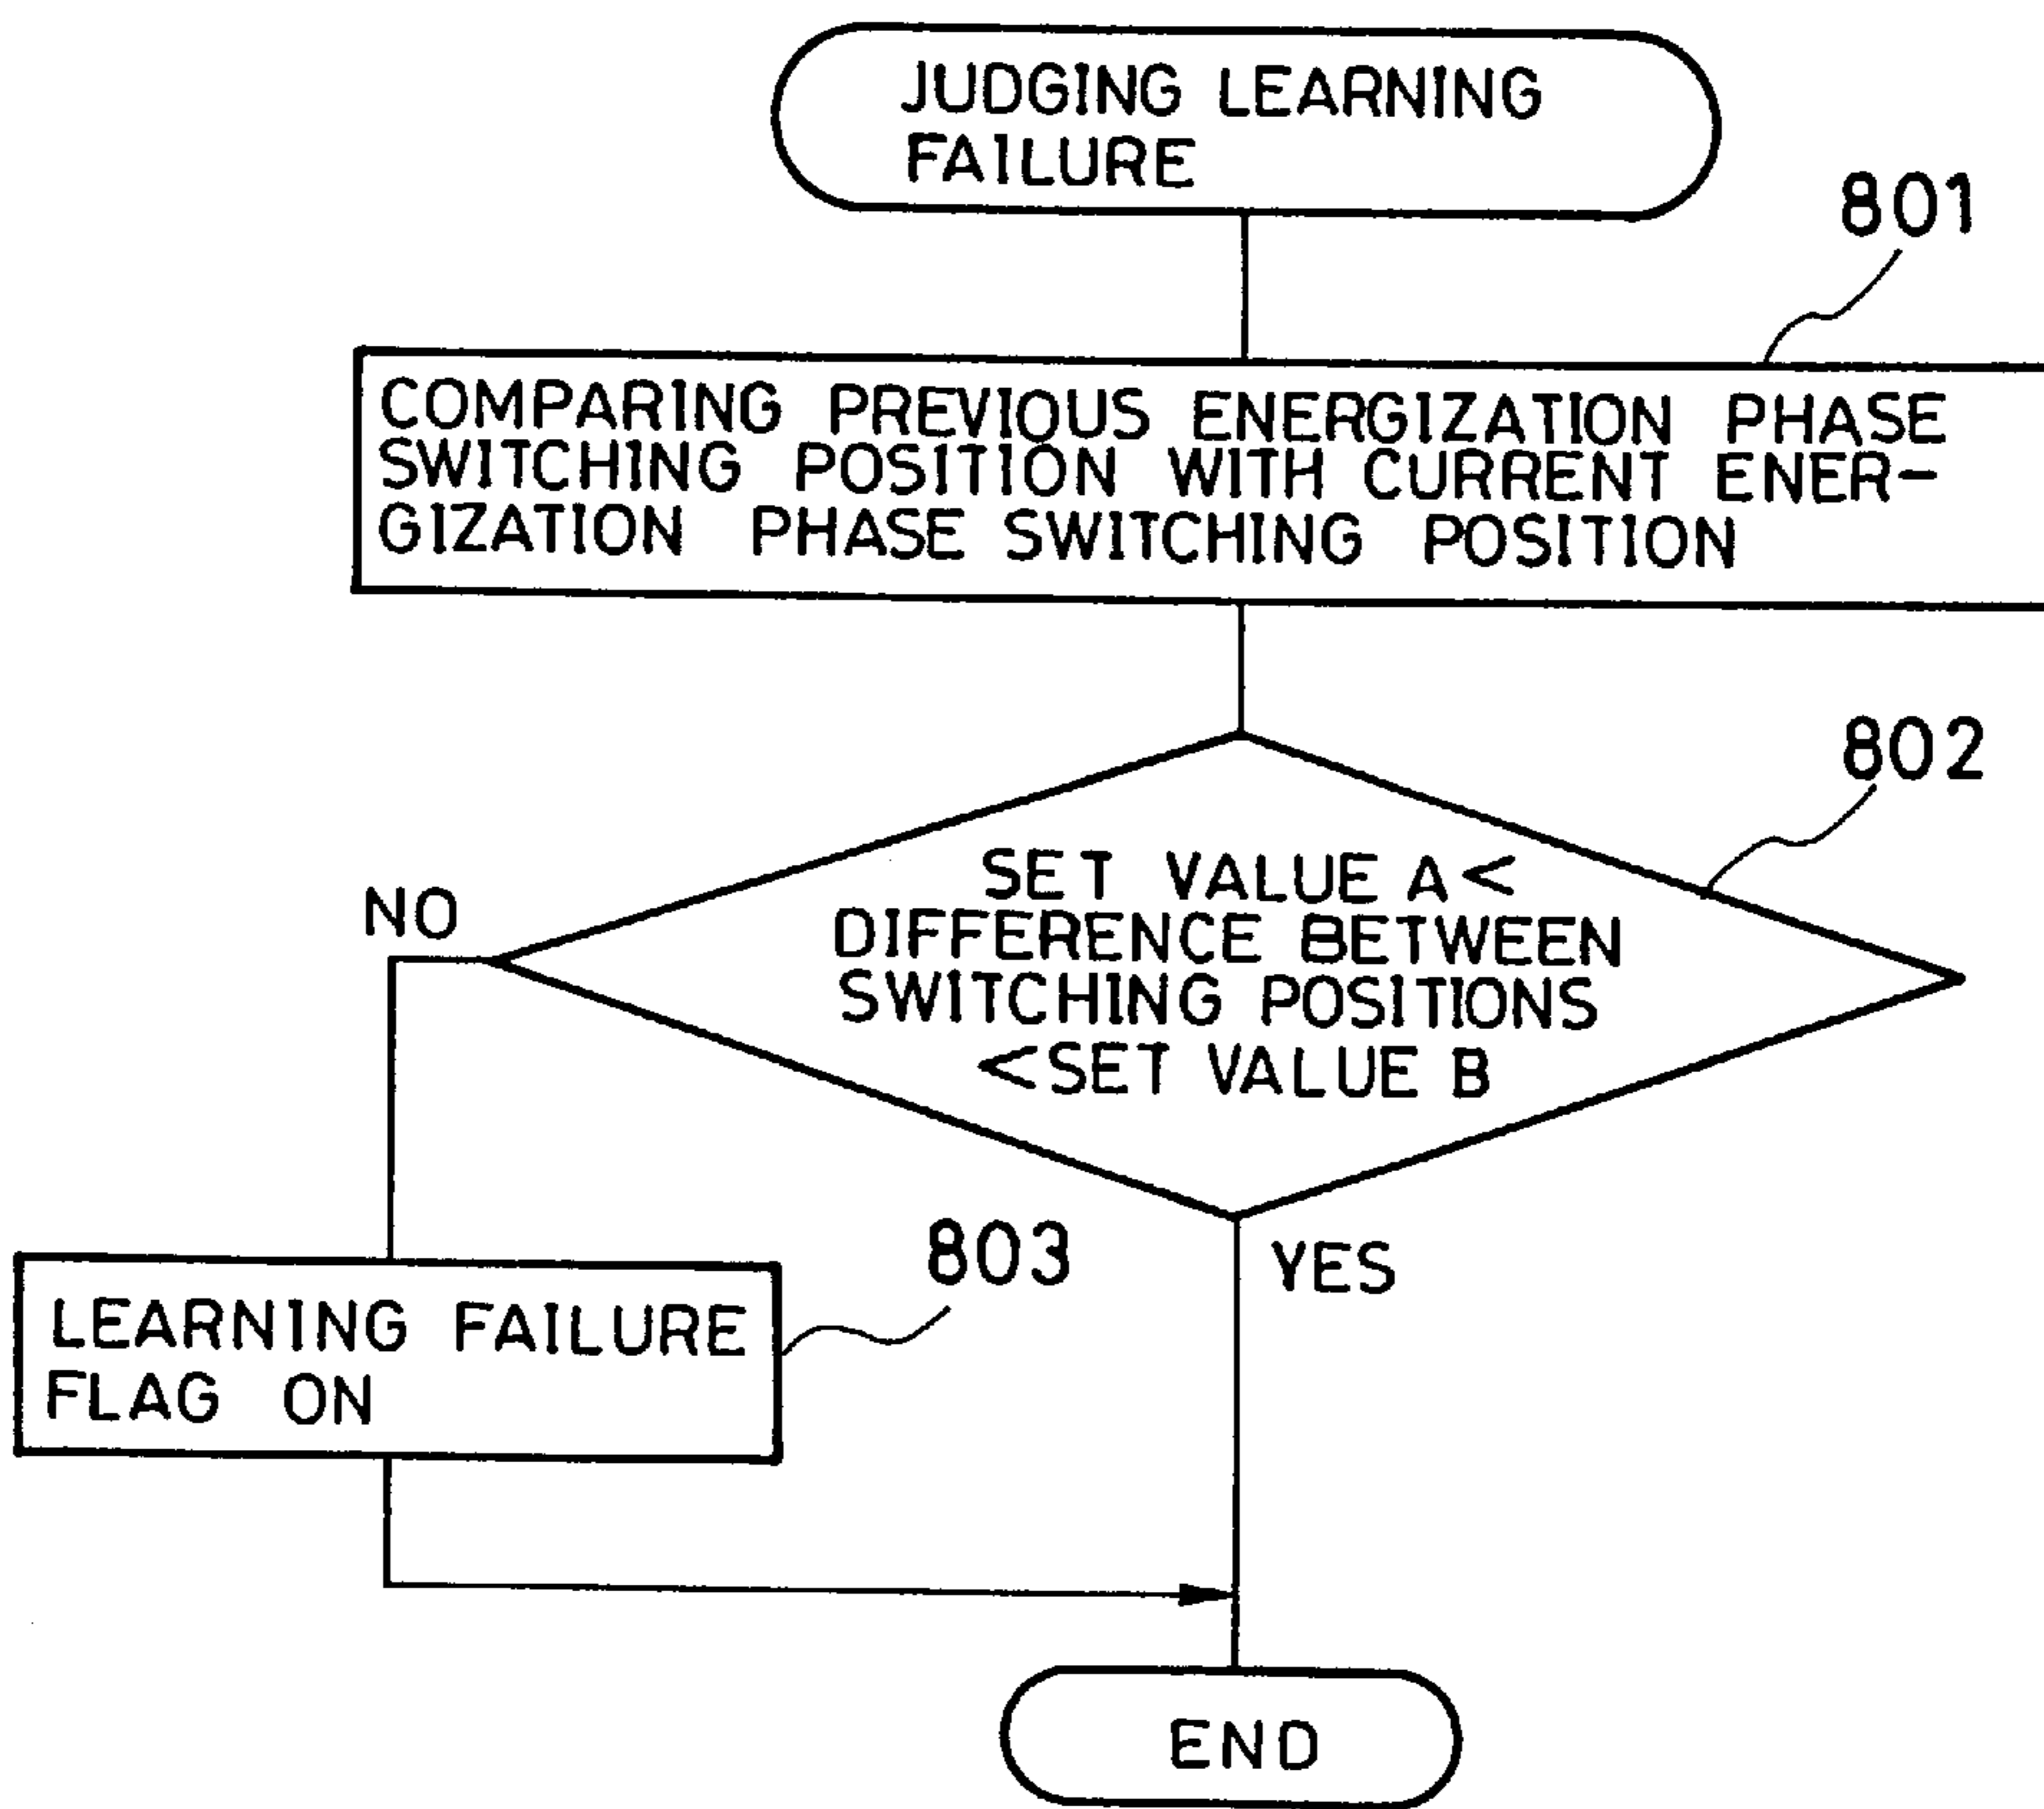 JUDGING LEARNING
FAILURE
801
COMPARING PREVIOUS ENERGIZATION PHASE
SWITCHING POSITION WITH CURRENT ENER-
GIZATION PHASE SWITCHING POSITION
802
SET VALUE A<
DIFFERENCE BETWEEN
SWITCHING POSITIONS
<SET VALUE B
NO
YES
803
LEARNING FAILURE
FLAG ON
END